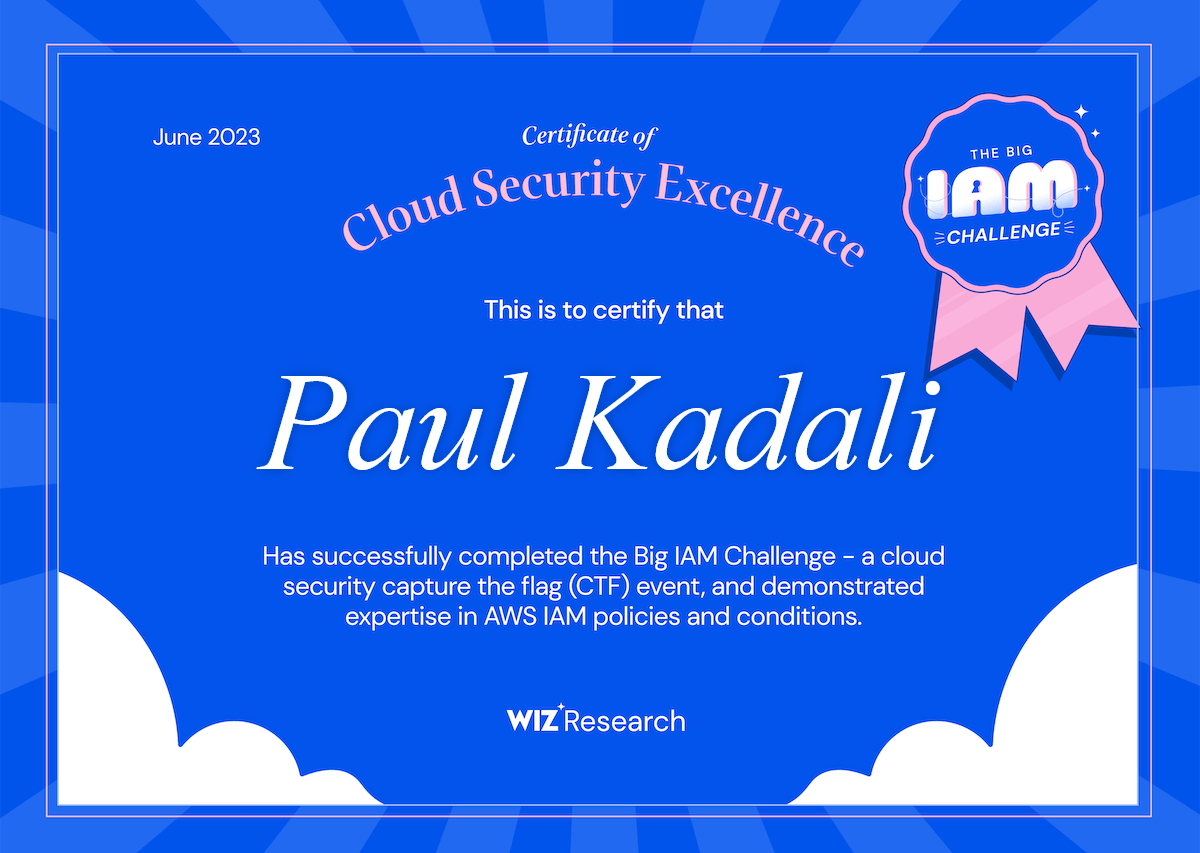 June 2023
Certificate of
Cloud Security Excellence
THE BIG
IAM
CHALLENGE
This is to certify that
Paul Kadali
Has successfully completed the Big IAM Challenge - a cloud
security capture the flag (CTF) event, and demonstrated
expertise in AWS IAM policies and conditions.
WIZ Research